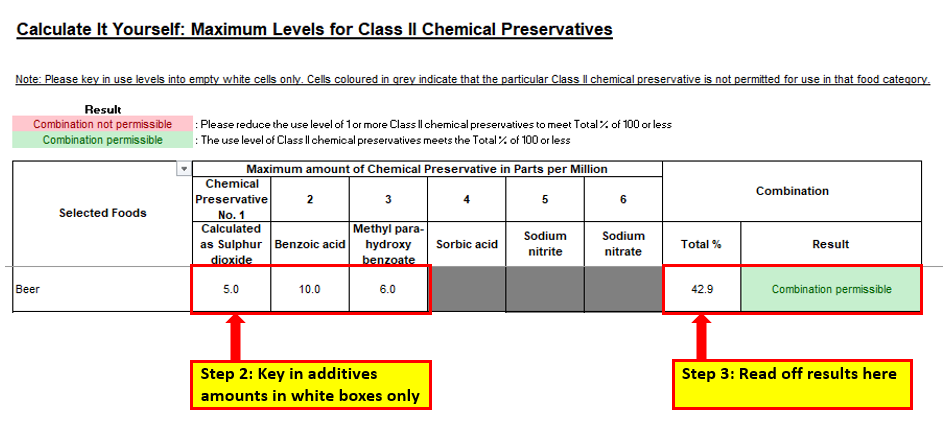 Calculate It Yourself: Maximum Levels for Class II Chemical Preservatives
Note: Please key in use levels into empty white cells only. Cells coloured in grey indicate that the particular Class II chemical preservative is not permitted for use in that food category.
Result
Combination not permissible : Please reduce the use level of 1 or more Class II chemical preservatives to meet Total % of 100 or less
Combination permissible : The use level of Class II chemical preservatives meets the Total % of 100 or less
Selected Foods
Maximum amount of Chemical Preservative in Parts per Million
Combination
Chemical
Preservative
No. 1
2
3
4
5
6
Calculated
as Sulphur
dioxide
Benzoic acid
Methyl para-
hydroxy
benzoate
Sorbic acid
Sodium
nitrite
Sodium
nitrate
Total %
Result
Beer 5.0 10.0 6.0 42.9 Combination permissible
Step 2: Key in additives
amounts in white boxes only
Step 3: Read off results here